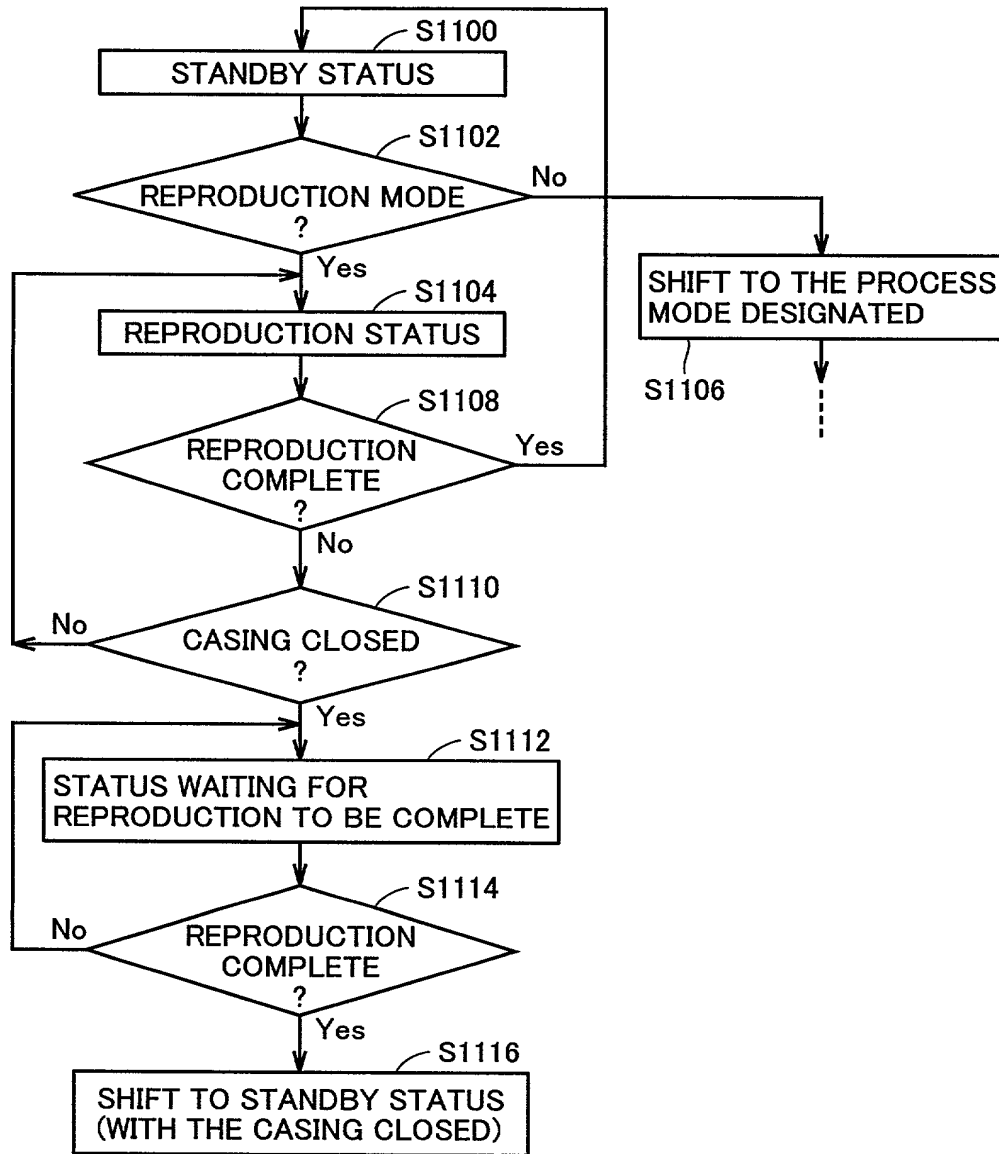 S1100
STANDBY STATUS
S1102
REPRODUCTION MODE
?
No
Yes
SHIFT TO THE PROCESS
MODE DESIGNATED
S1106
S1104
REPRODUCTION STATUS
S1108
REPRODUCTION
COMPLETE
?
Yes
No
S1110
CASING CLOSED
?
No
Yes
S1112
STATUS WAITING FOR
REPRODUCTION TO BE COMPLETE
S1114
REPRODUCTION
COMPLETE
?
No
Yes
S1116
SHIFT TO STANDBY STATUS
(WITH THE CASING CLOSED)